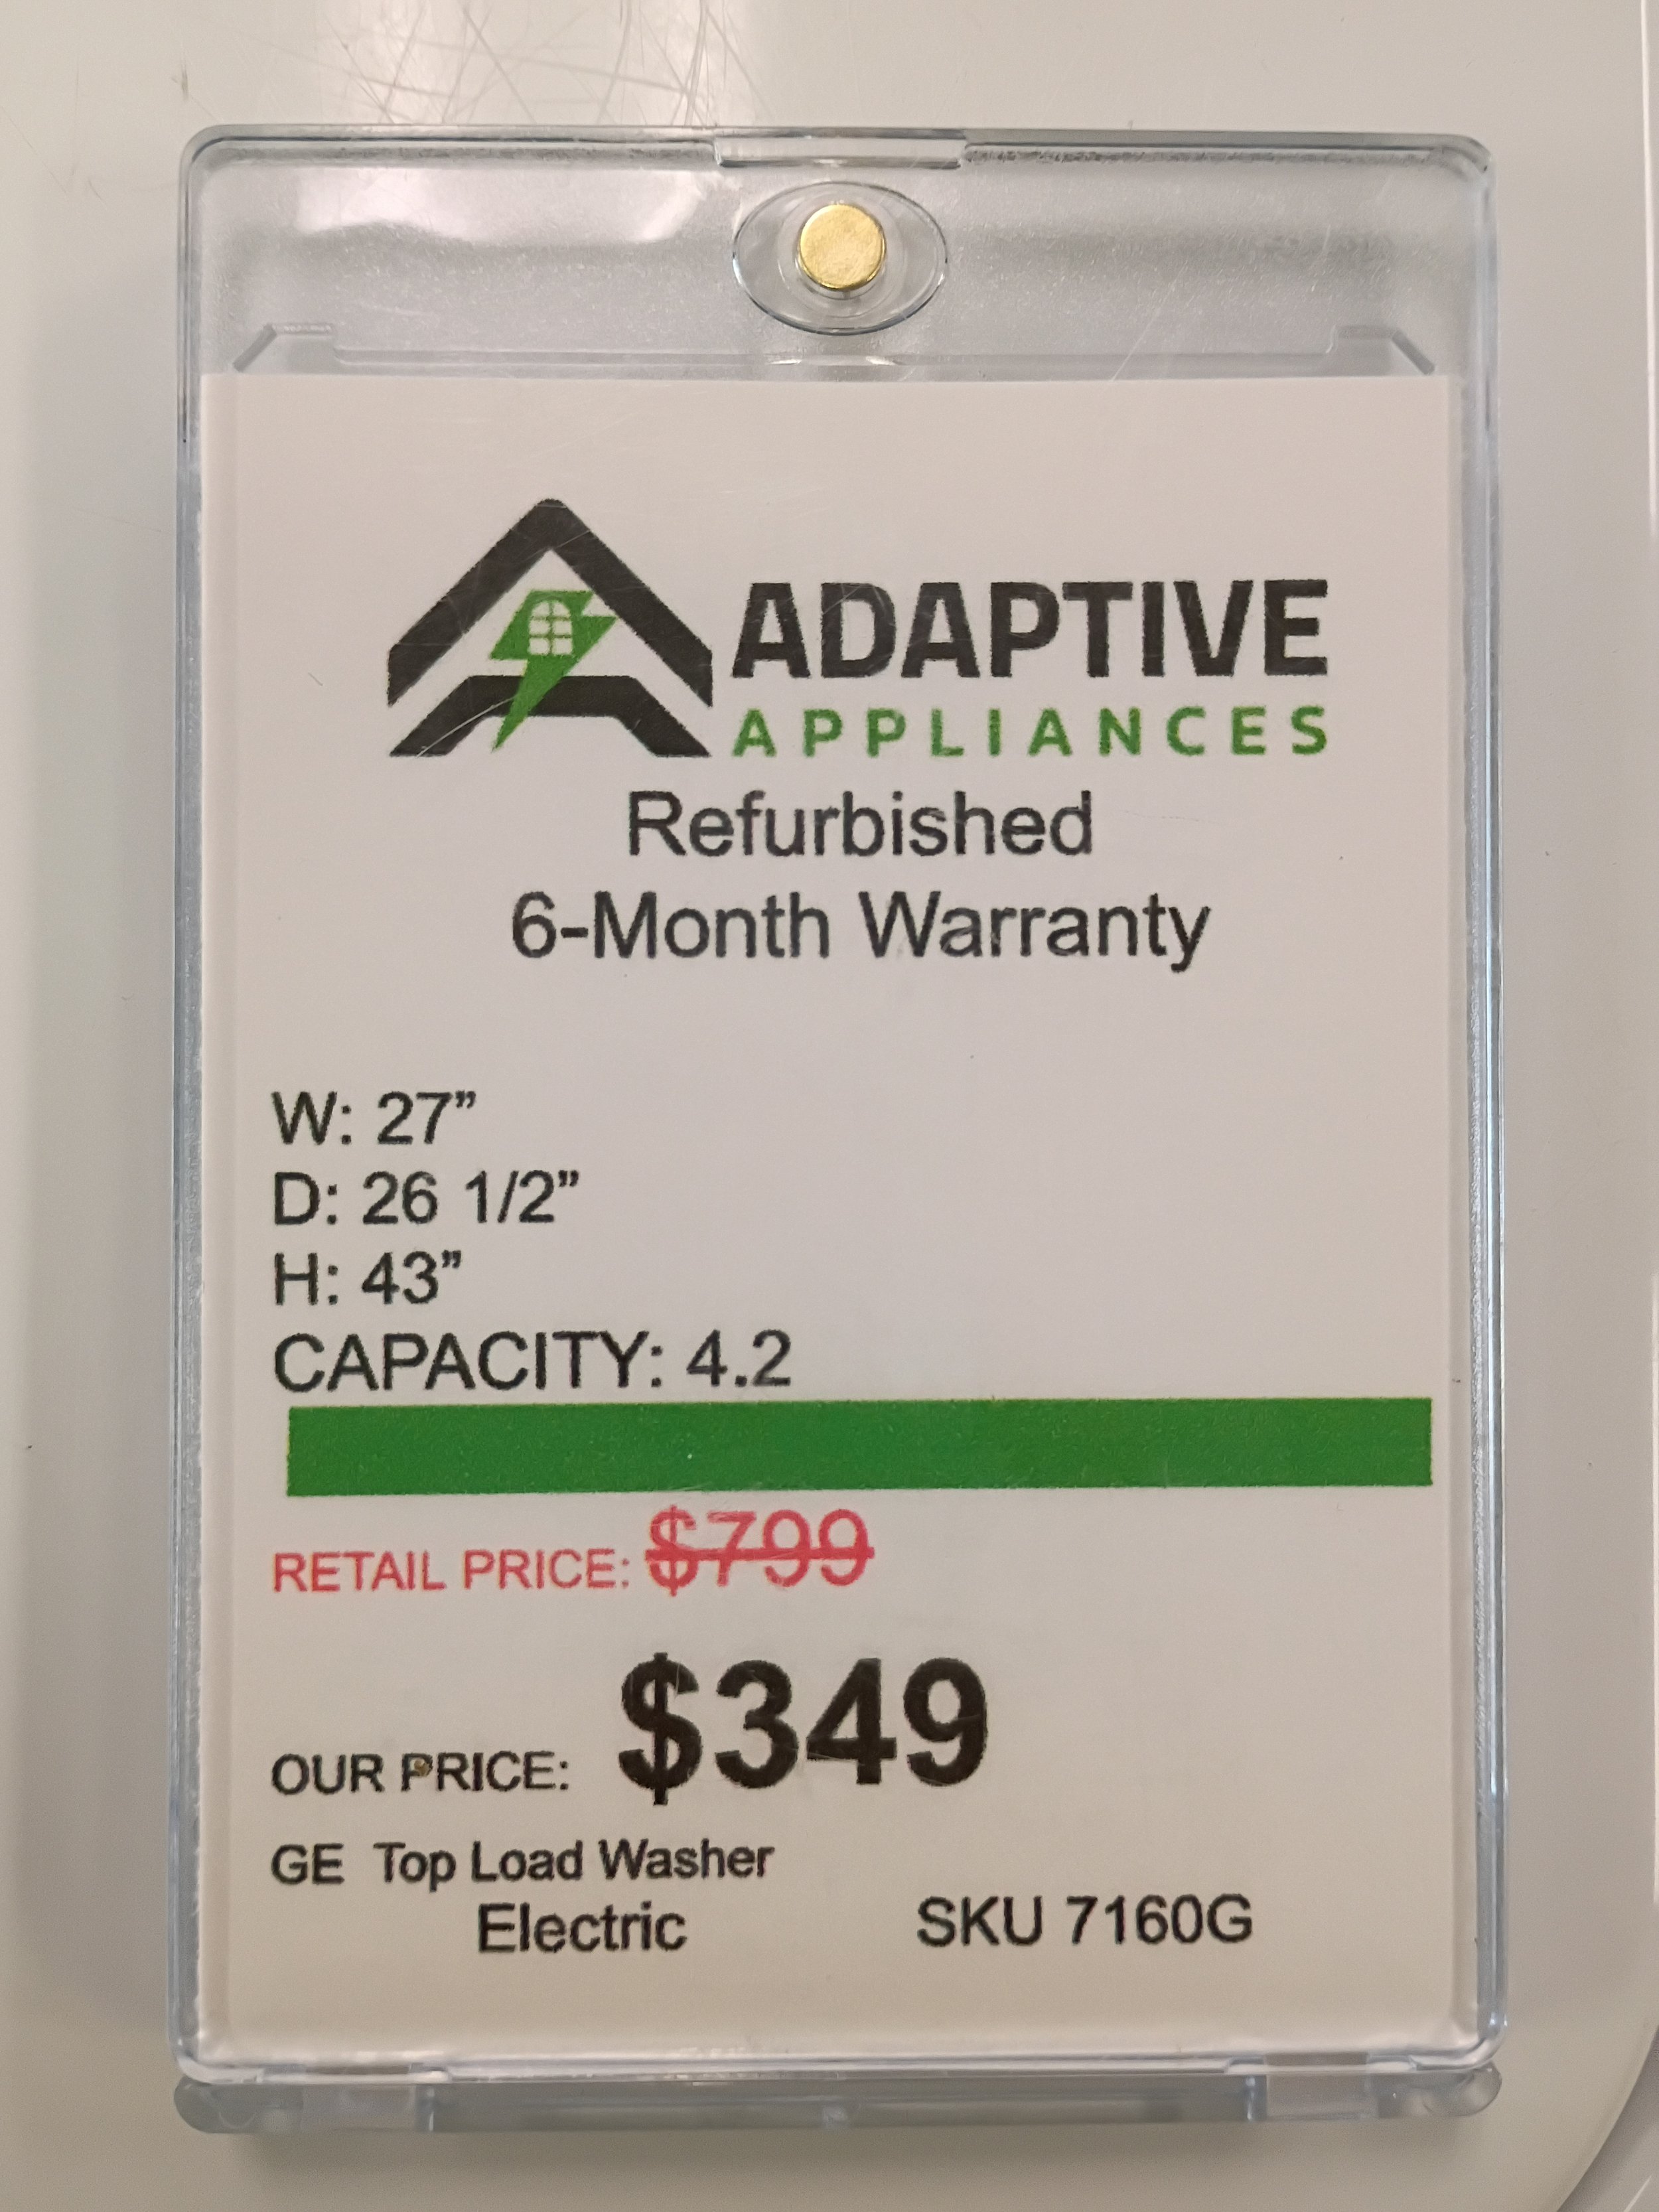 ADAPTIVE
APPLIANCES
Refurbished
6-Month Warranty
W: 27”
D: 26 1/2”
H: 43”
CAPACITY: 4.2
RETAIL PRICE: $799
OUR PRICE: $349
GE Top Load Washer
Electric SKU 7160G